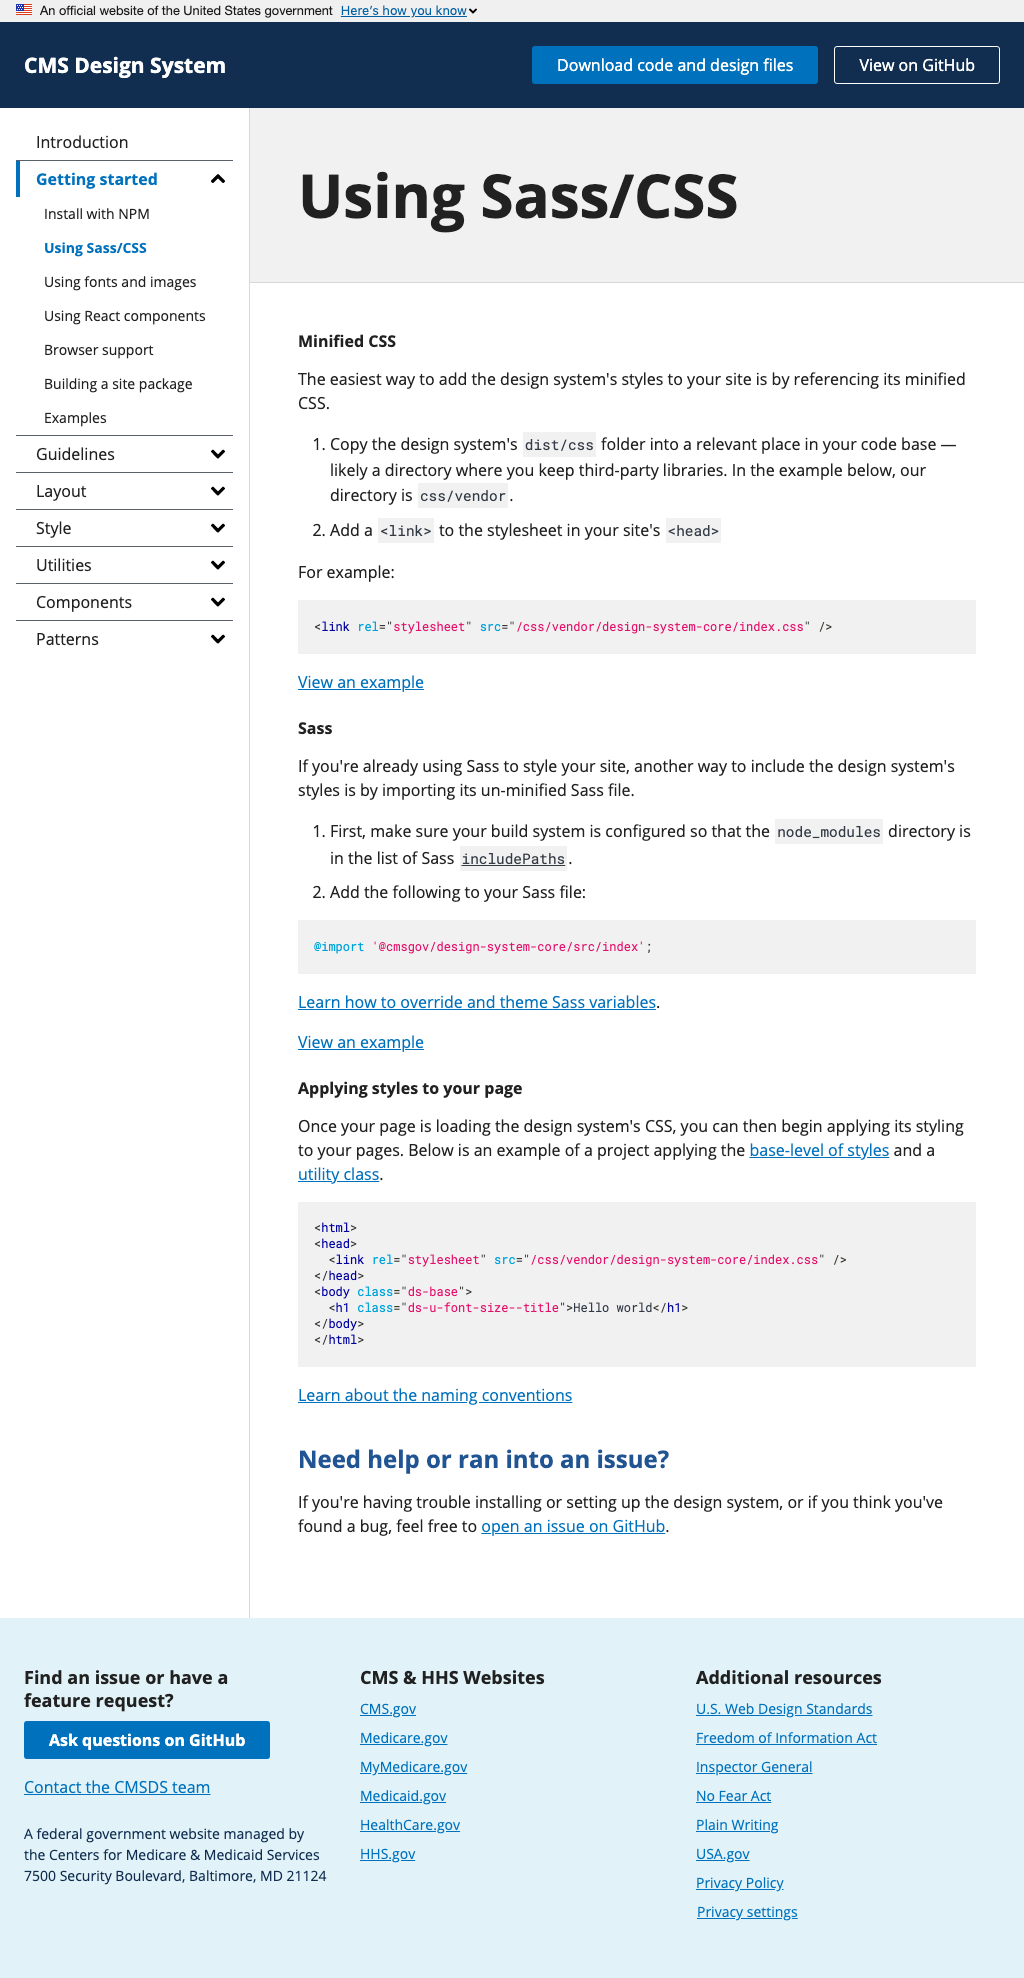 An official website of the United States government Here's how you know
CMS Design System
Download code and design files
View on GitHub
Introduction
Getting started
Install with NPM
Using Sass/CSS
Using fonts and images
Using React components
Browser support
Building a site package
Examples
Guidelines
Layout
Style
Utilities
Components
Patterns
Using Sass/CSS
Minified CSS
The easiest way to add the design system's styles to your site is by referencing its minified
CSS.
1. Copy the design system's dist/css folder into a relevant place in your code base —
likely a directory where you keep third-party libraries. In the example below, our
directory is css/vendor.
2. Add a <link> to the stylesheet in your site's <head>
For example:
<link rel="stylesheet" src="/css/vendor/design-system-core/index.css" />
View an example
Sass
If you're already using Sass to style your site, another way to include the design system's
styles is by importing its un-minified Sass file.
1. First, make sure your build system is configured so that the node_modules directory is
in the list of Sass includePaths.
2. Add the following to your Sass file:
@import '@cmsgov/design-system-core/src/index';
Learn how to override and theme Sass variables.
View an example
Applying styles to your page
Once your page is loading the design system's CSS, you can then begin applying its styling
to your pages. Below is an example of a project applying the base-level of styles and a
utility class.
<html>
<head>
  <link rel="stylesheet" src="/css/vendor/design-system-core/index.css" />
</head>
<body class="ds-base">
  <h1 class="ds-u-font-size--title">Hello world</h1>
</body>
</html>
Learn about the naming conventions
Need help or ran into an issue?
If you're having trouble installing or setting up the design system, or if you think you've
found a bug, feel free to open an issue on GitHub.
Find an issue or have a
feature request?
Ask questions on GitHub
Contact the CMSDS team
A federal government website managed by
the Centers for Medicare & Medicaid Services
7500 Security Boulevard, Baltimore, MD 21124
CMS & HHS Websites
CMS.gov
Medicare.gov
MyMedicare.gov
Medicaid.gov
HealthCare.gov
HHS.gov
Additional resources
U.S. Web Design Standards
Freedom of Information Act
Inspector General
No Fear Act
Plain Writing
USA.gov
Privacy Policy
Privacy settings